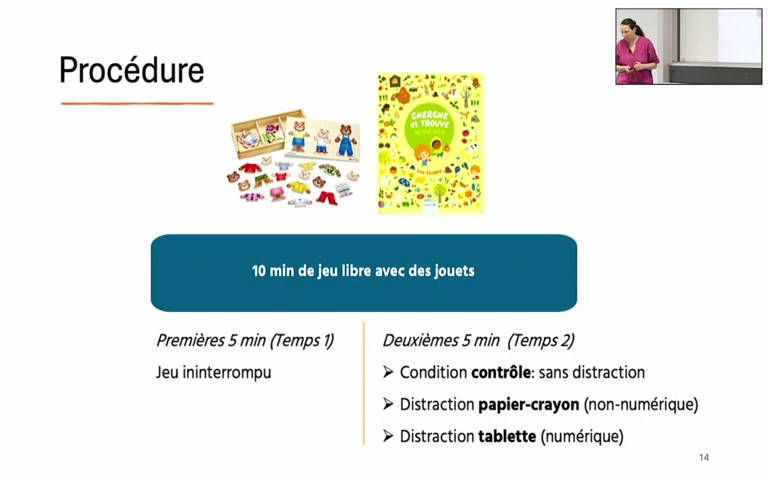 Procédure
CHERCHE
et TROUVE
10 min de jeu libre avec des jouets
Premières 5 min (Temps 1)
Jeu ininterrompu
Deuxièmes 5 min (Temps 2)
➢ Condition contrôle: sans distraction
➢ Distraction papier-crayon (non-numérique)
➢ Distraction tablette (numérique)
14